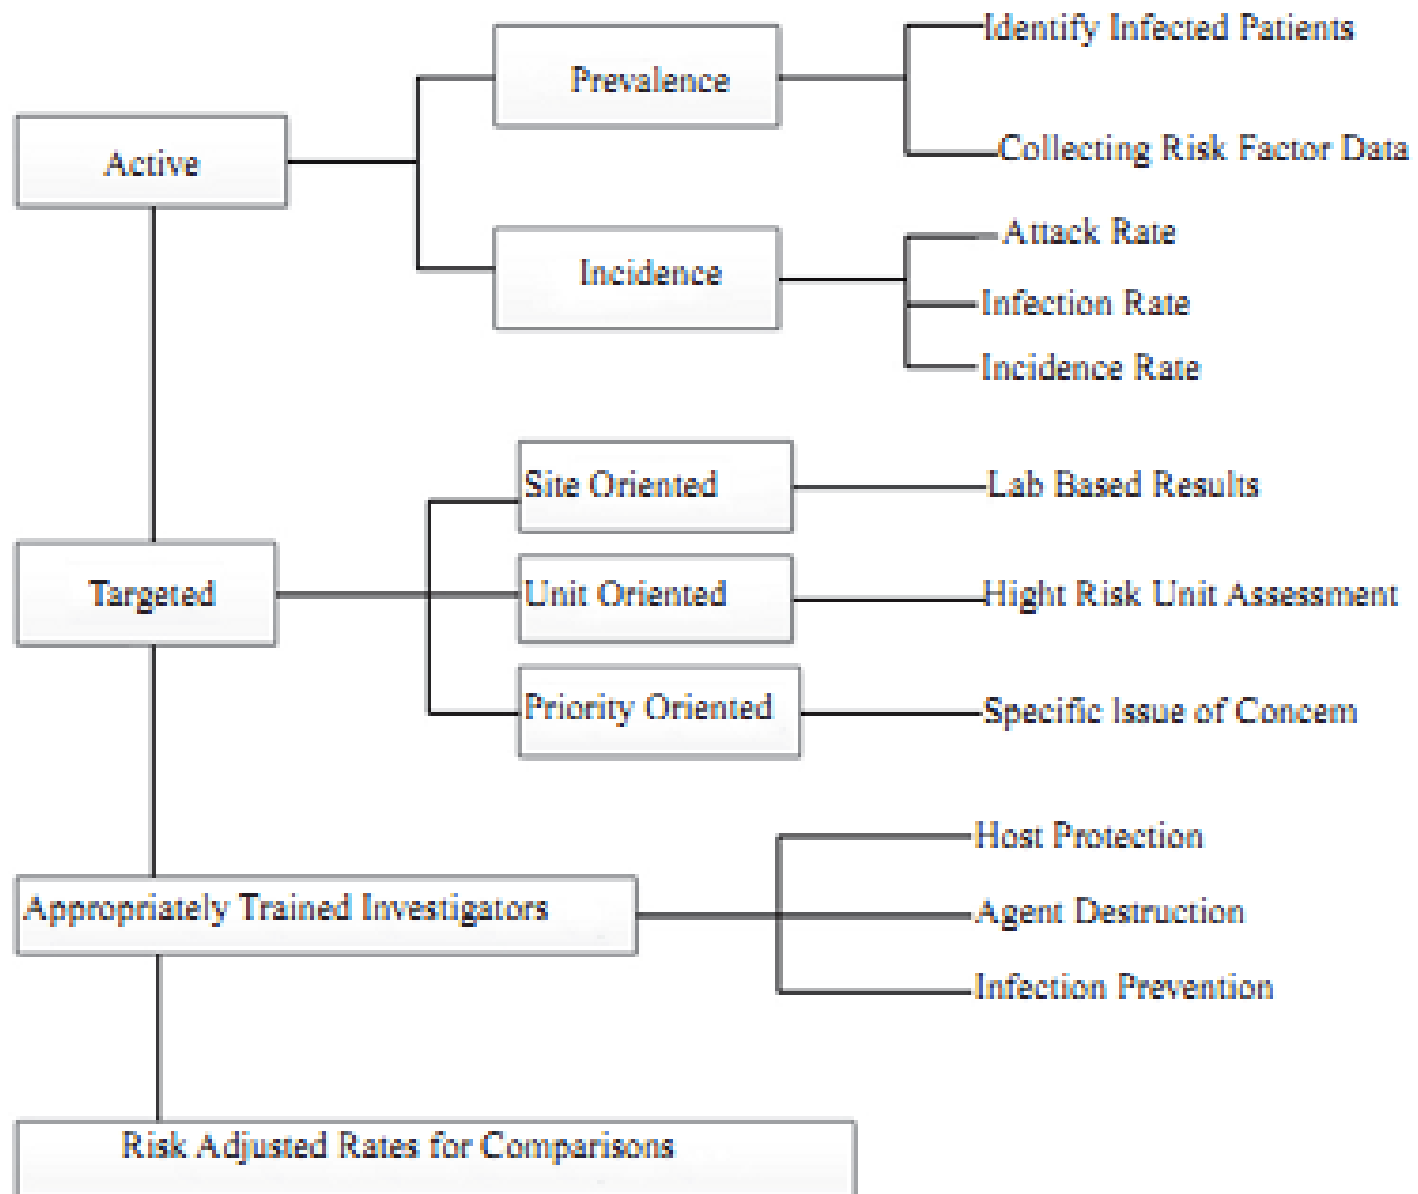 Active
Prevalence
Identify Infected Patients
Collecting Risk Factor Data
Incidence
Attack Rate
Infection Rate
Incidence Rate
Targeted
Site Oriented
Lab Based Results
Unit Oriented
Hight Risk Unit Assessment
Priority Oriented
Specific Issue of Concern
Appropriately Trained Investigators
Host Protection
Agent Destruction
Infection Prevention
Risk Adjusted Rates for Comparisons